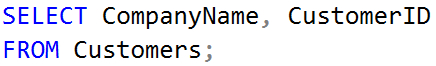 SELECT CompanyName, CustomerID
FROM Customers;